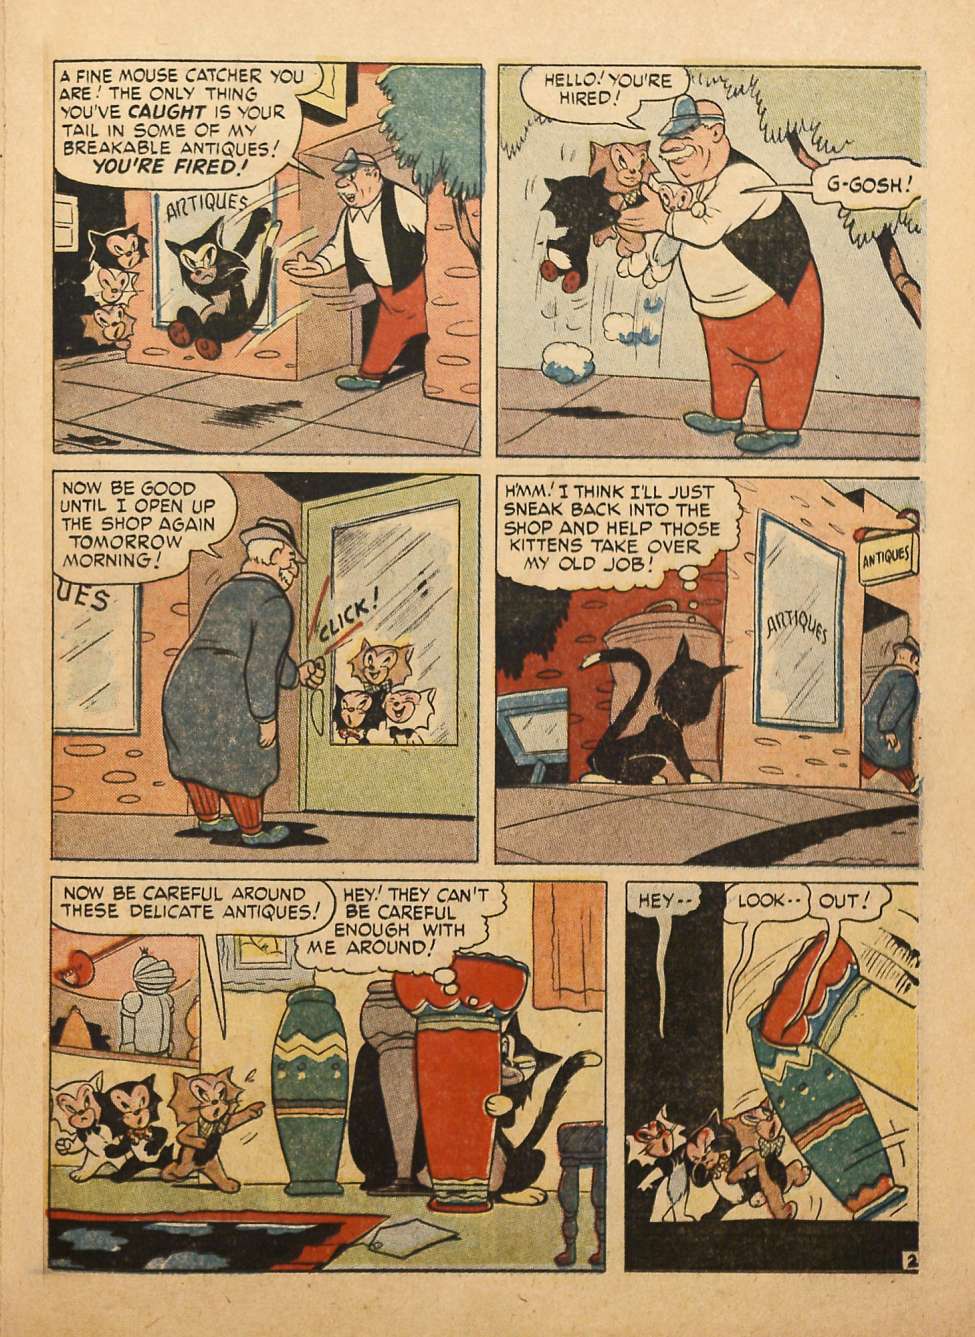 A FINE MOUSE CATCHER YOU
ARE! THE ONLY THING
YOU'VE CAUGHT IS YOUR
TAIL IN SOME OF MY
BREAKABLE ANTIQUES!
YOU'RE FIRED!
ANTIQUES
HELLO! YOU'RE
HIRED!
G-GOSH!
NOW BE GOOD
UNTIL I OPEN UP
THE SHOP AGAIN
TOMORROW
MORNING!
UES
CLICK!
H'MM! I THINK I'LL JUST
SNEAK BACK INTO THE
SHOP AND HELP THOSE
KITTENS TAKE OVER
MY OLD JOB!
ANTIQUES
ANTIQUES
NOW BE CAREFUL AROUND
THESE DELICATE ANTIQUES!
HEY! THEY CAN'T
BE CAREFUL
ENOUGH WITH
ME AROUND!
HEY--
LOOK--
OUT!
2